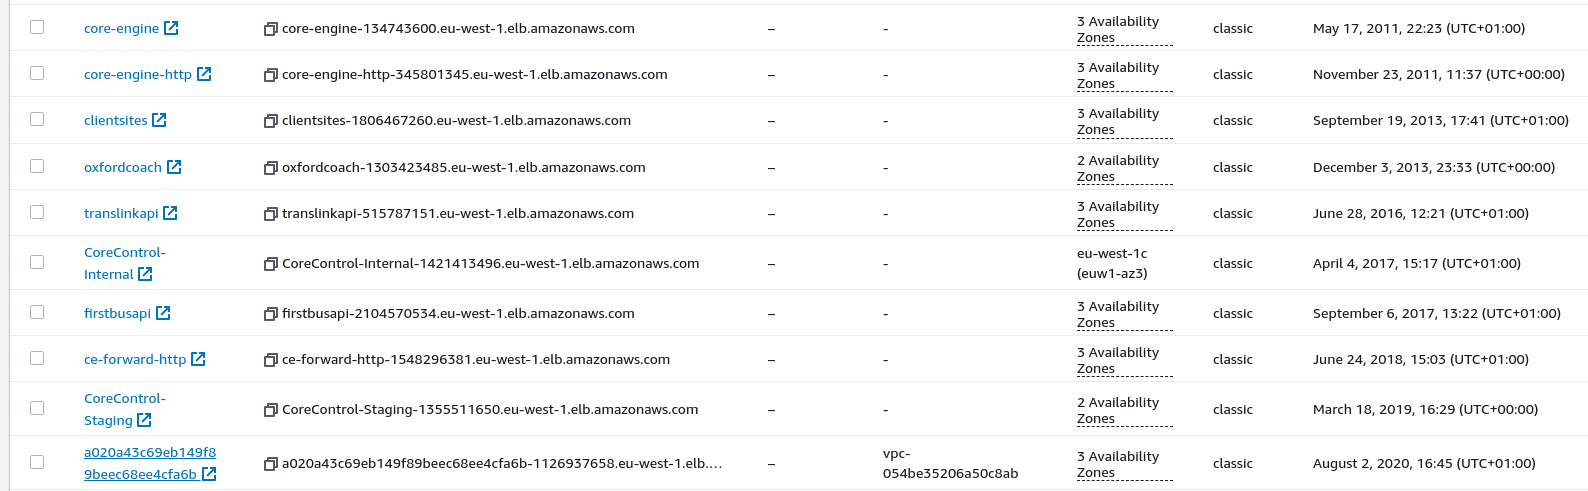 core-engine core-engine-134743600.eu-west-1.elb.amazonaws.com – - 3 Availability Zones classic May 17, 2011, 22:23 (UTC+01:00)
core-engine-http core-engine-http-345801345.eu-west-1.elb.amazonaws.com – - 3 Availability Zones classic November 23, 2011, 11:37 (UTC+00:00)
clientsites clientsites-1806467260.eu-west-1.elb.amazonaws.com – - 3 Availability Zones classic September 19, 2013, 17:41 (UTC+01:00)
oxfordcoach oxfordcoach-1303423485.eu-west-1.elb.amazonaws.com – - 2 Availability Zones classic December 3, 2013, 23:33 (UTC+00:00)
translinkapi translinkapi-515787151.eu-west-1.elb.amazonaws.com – - 3 Availability Zones classic June 28, 2016, 12:21 (UTC+01:00)
CoreControl-Internal CoreControl-Internal-1421413496.eu-west-1.elb.amazonaws.com – - eu-west-1c (euw1-az3) classic April 4, 2017, 15:17 (UTC+01:00)
firstbusapi firstbusapi-2104570534.eu-west-1.elb.amazonaws.com – - 3 Availability Zones classic September 6, 2017, 13:22 (UTC+01:00)
ce-forward-http ce-forward-http-1548296381.eu-west-1.elb.amazonaws.com – - 3 Availability Zones classic June 24, 2018, 15:03 (UTC+01:00)
CoreControl-Staging CoreControl-Staging-1355511650.eu-west-1.elb.amazonaws.com – - 2 Availability Zones classic March 18, 2019, 16:29 (UTC+00:00)
a020a43c69eb149f89beec68ee4cfa6b a020a43c69eb149f89beec68ee4cfa6b-1126937658.eu-west-1.elb.… – vpc-054be35206a50c8ab 3 Availability Zones classic August 2, 2020, 16:45 (UTC+01:00)